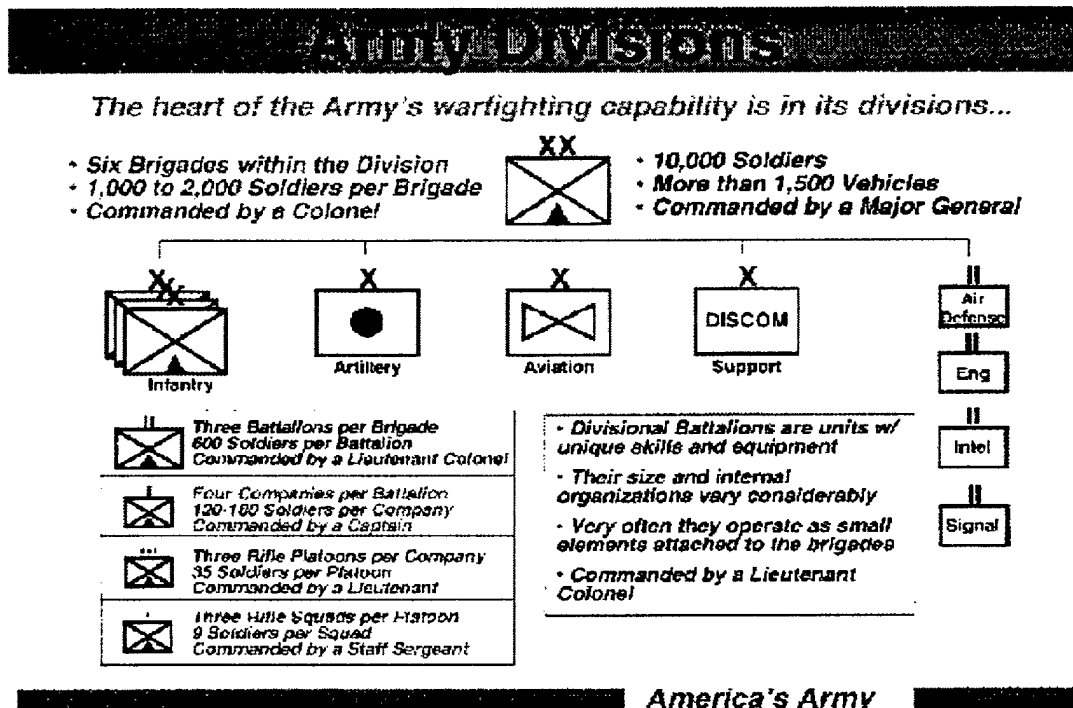 Army Divisions
The heart of the Army's warfighting capability is in its divisions...
• Six Brigades within the Division
• 1,000 to 2,000 Soldiers per Brigade
• Commanded by a Colonel
XX
• 10,000 Soldiers
• More than 1,500 Vehicles
• Commanded by a Major General
X
X
X
Infantry
X
Artillery
X
Aviation
X
DISCOM
Support
II
Air
Defense
II
Eng
II
Intel
II
Signal
II
Three Battalions per Brigade
600 Soldiers per Battalion
Commanded by a Lieutenant Colonel
I
Four Companies per Battalion
Soldiers per Company
Commanded by a Captain
Three Rifle Platoons per Company
35 Soldiers per Platoon
Commanded by a Lieutenant
Three Rifle Squads per Platoon
9 Soldiers per Squad
Commanded by a Staff Sergeant
• Divisional Battalions are units w/
unique skills and equipment
• Their size and internal
organizations vary considerably
• Very often they operate as small
elements attached to the brigades
• Commanded by a Lieutenant
Colonel
America's Army